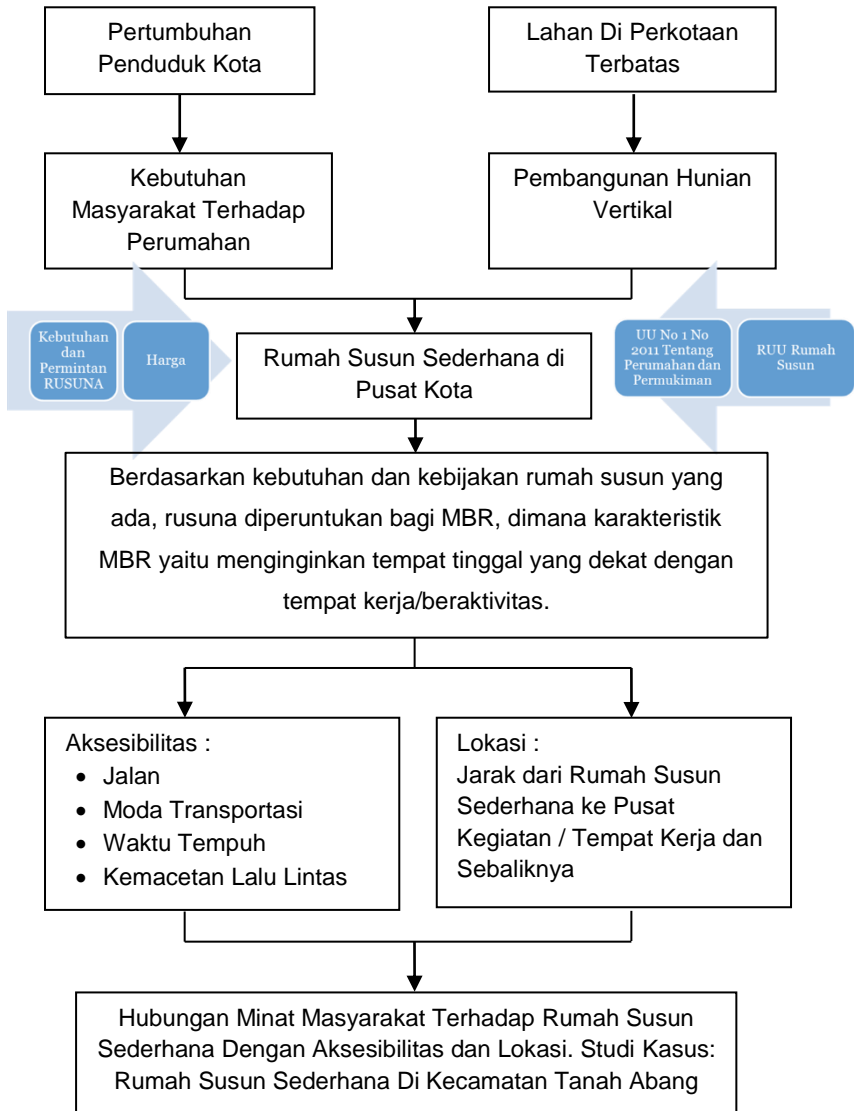 Pertumbuhan
Penduduk Kota
Lahan Di Perkotaan
Terbatas
Kebutuhan
Masyarakat Terhadap
Perumahan
Pembangunan Hunian
Vertikal
Kebutuhan
dan
Permintan
RUSUNA
Harga
Rumah Susun Sederhana di
Pusat Kota
UU No 1 No
2011 Tentang
Perumahan dan
Permukiman
RUU Rumah
Susun
Berdasarkan kebutuhan dan kebijakan rumah susun yang
ada, rusuna diperuntukan bagi MBR, dimana karakteristik
MBR yaitu menginginkan tempat tinggal yang dekat dengan
tempat kerja/beraktivitas.
Aksesibilitas :
• Jalan
• Moda Transportasi
• Waktu Tempuh
• Kemacetan Lalu Lintas
Lokasi :
Jarak dari Rumah Susun
Sederhana ke Pusat
Kegiatan / Tempat Kerja dan
Sebaliknya
Hubungan Minat Masyarakat Terhadap Rumah Susun
Sederhana Dengan Aksesibilitas dan Lokasi. Studi Kasus:
Rumah Susun Sederhana Di Kecamatan Tanah Abang